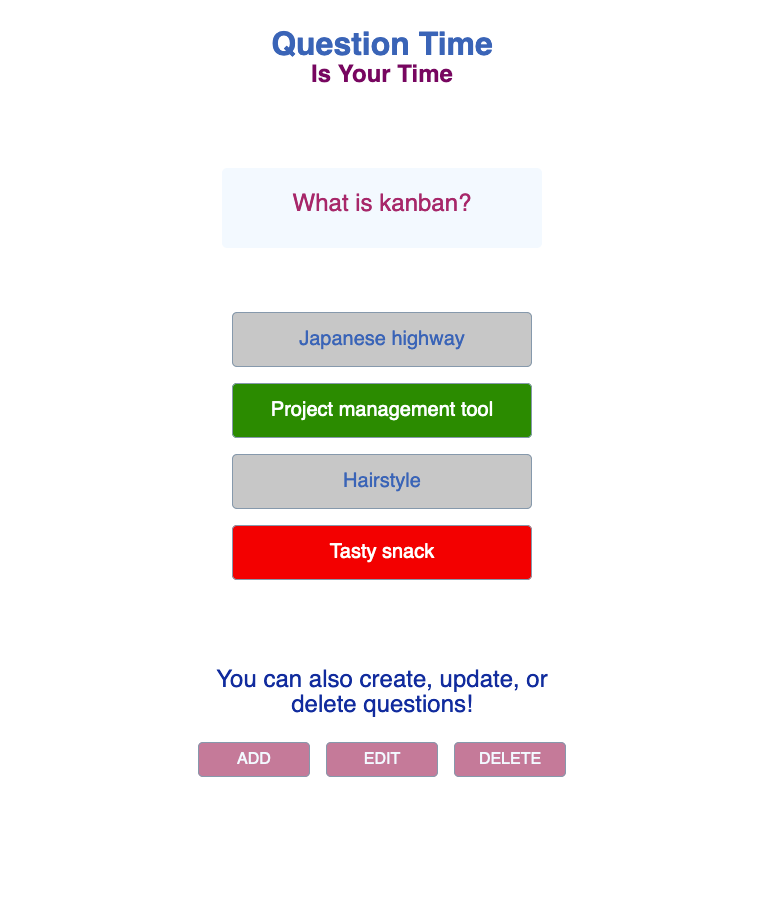 Question Time
Is Your Time
What is kanban?
Japanese highway
Project management tool
Hairstyle
Tasty snack
You can also create, update, or
delete questions!
ADD EDIT DELETE